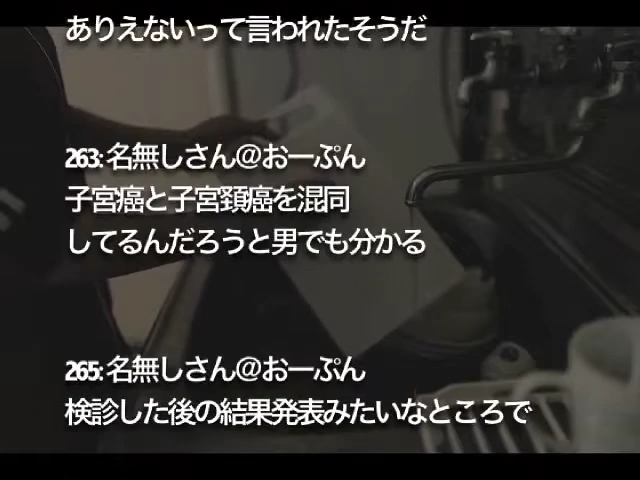 ありえないって言われたそうだ
263: 名無しさん@おーぷん
子宮癌と子宮頚癌を混同
してるんだろうと男でも分かる
265: 名無しさん@おーぷん
検診した後の結果発表みたいなところで